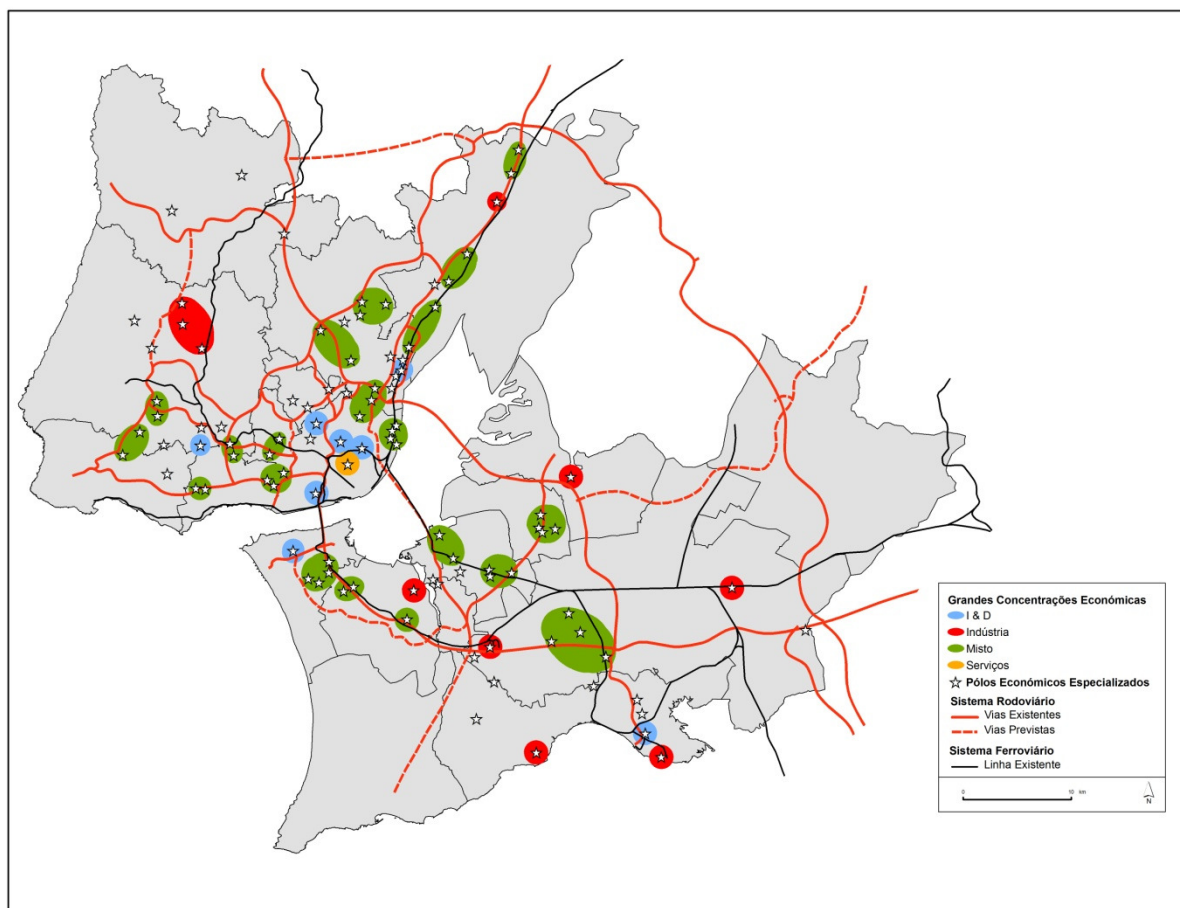 Grandes Concentrações Económicas
I & D
Indústria
Misto
Serviços
Pólos Económicos Especializados
Sistema Rodoviário
Vias Existentes
Vias Previstas
Sistema Ferroviário
Linha Existente
0 10 km
N